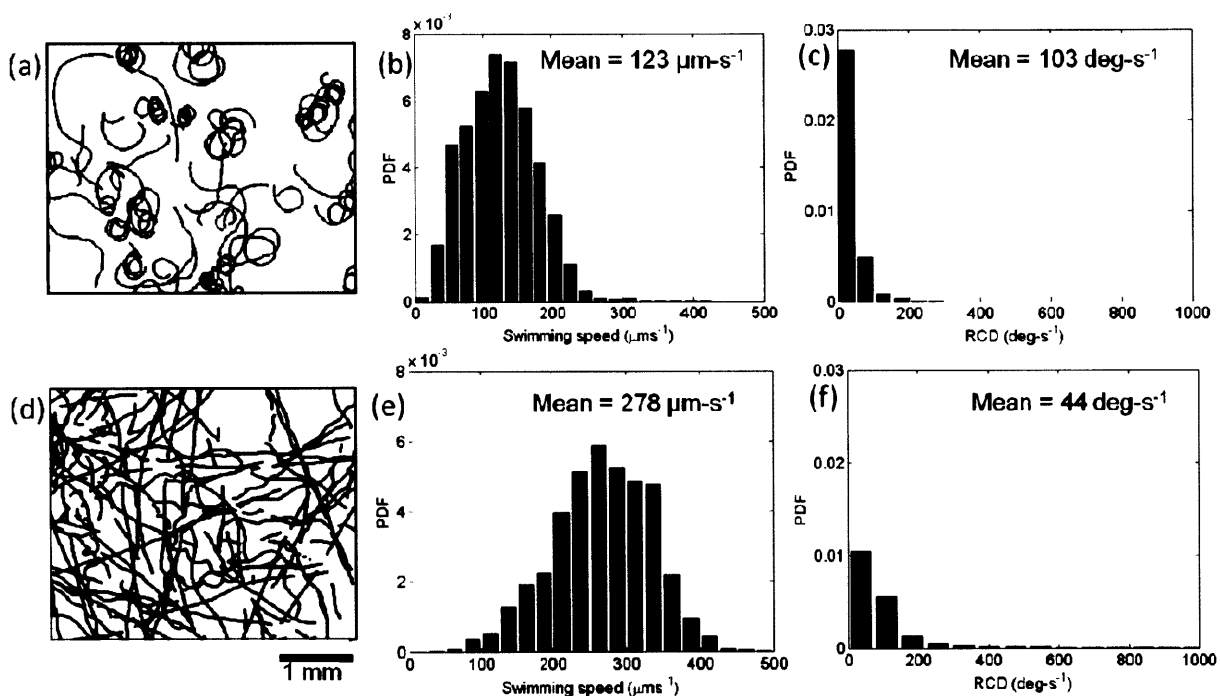 (a)
(b)
× 10⁻³
8
6
4
2
0
PDF
Mean = 123 µm-s⁻¹
0 100 200 300 400 500
Swimming speed (µms⁻¹)
(c)
0.03
0.02
0.01
0
PDF
Mean = 103 deg-s⁻¹
0 200 400 600 800 1000
RCD (deg-s⁻¹)
(d)
1 mm
(e)
× 10⁻³
8
6
4
2
0
PDF
Mean = 278 µm-s⁻¹
0 100 200 300 400 500
Swimming speed (µms⁻¹)
(f)
0.03
0.02
0.01
0
PDF
Mean = 44 deg-s⁻¹
0 200 400 600 800 1000
RCD (deg-s⁻¹)